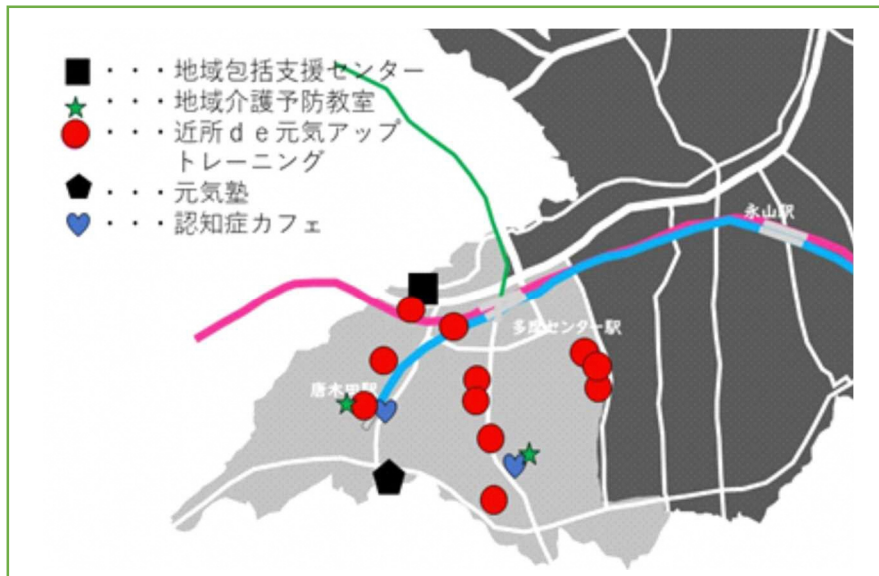 ・・・地域包括支援センター
・・・地域介護予防教室
・・・近所ｄｅ元気アップ
トレーニング
・・・元気塾
・・・認知症カフェ
永山駅
多摩センター駅
唐木田駅